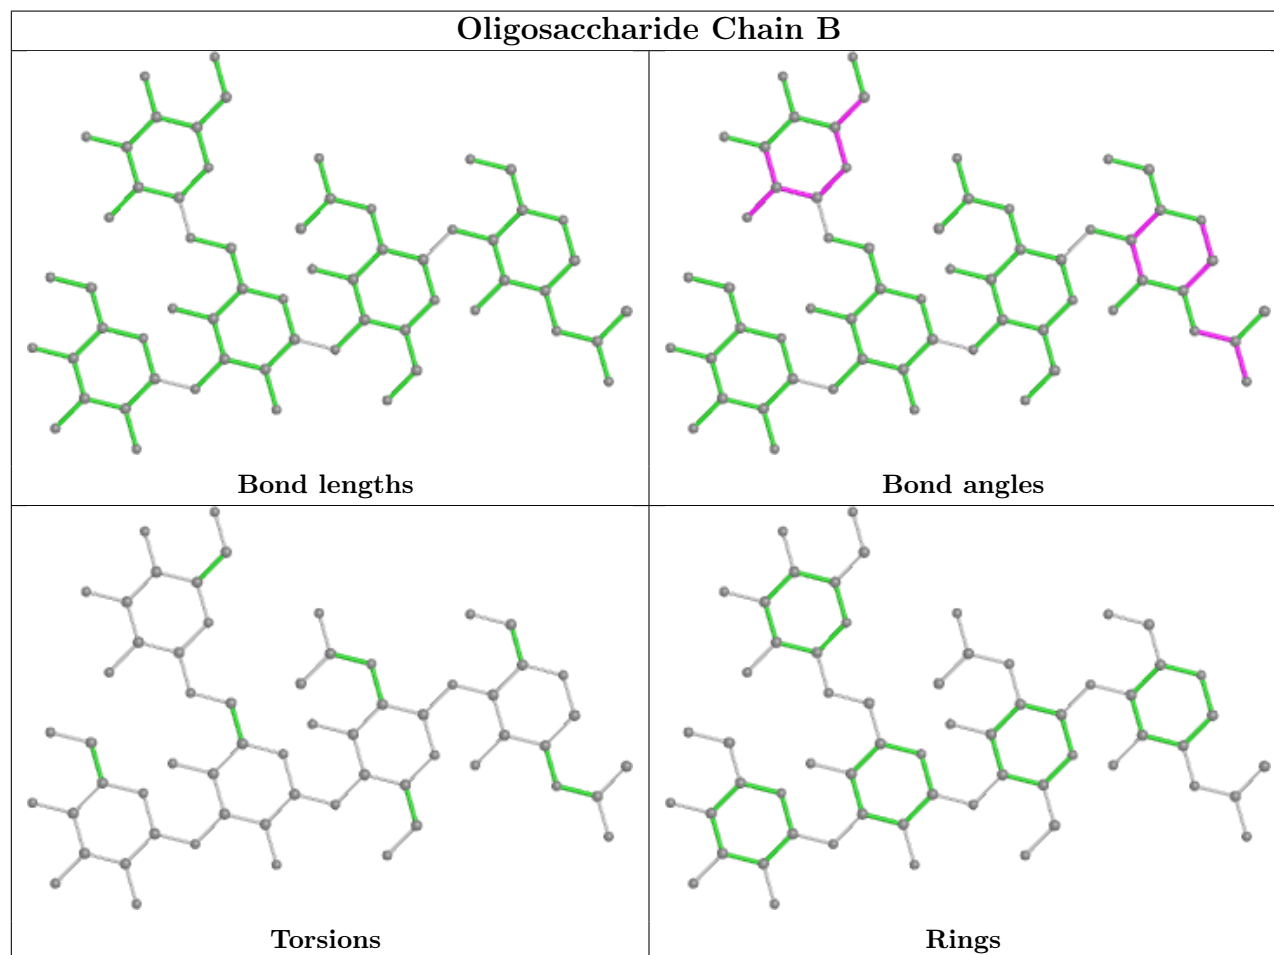 Oligosaccharide Chain B
Bond lengths
Bond angles
Torsions
Rings